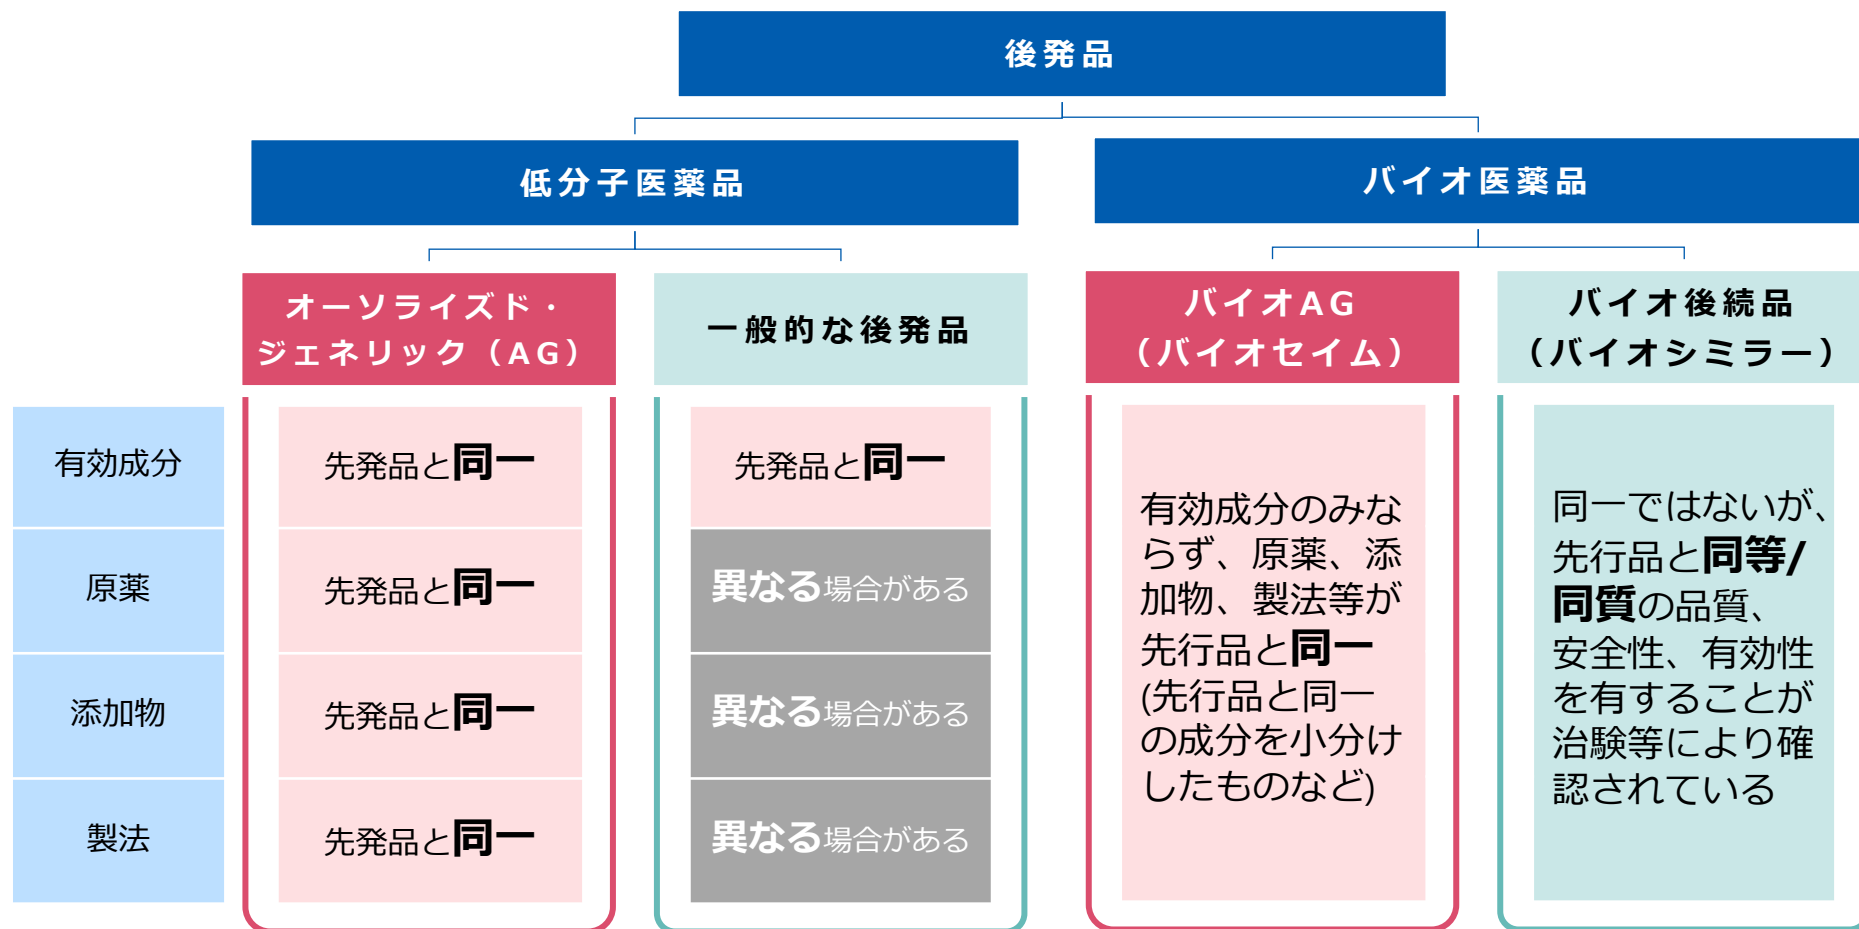 後発品
低分子医薬品
バイオ医薬品
オーソライズド・
ジェネリック（AG）
一般的な後発品
バイオAG
（バイオセイム）
バイオ後続品
（バイオシミラー）
有効成分
先発品と同一
先発品と同一
原薬
先発品と同一
異なる場合がある
添加物
先発品と同一
異なる場合がある
製法
先発品と同一
異なる場合がある
有効成分のみな
らず、原薬、添
加物、製法等が
先行品と同一
(先行品と同一
の成分を小分け
したものなど)
同一ではないが、
先行品と同等/
同質の品質、
安全性、有効性
を有することが
治験等により確
認されている